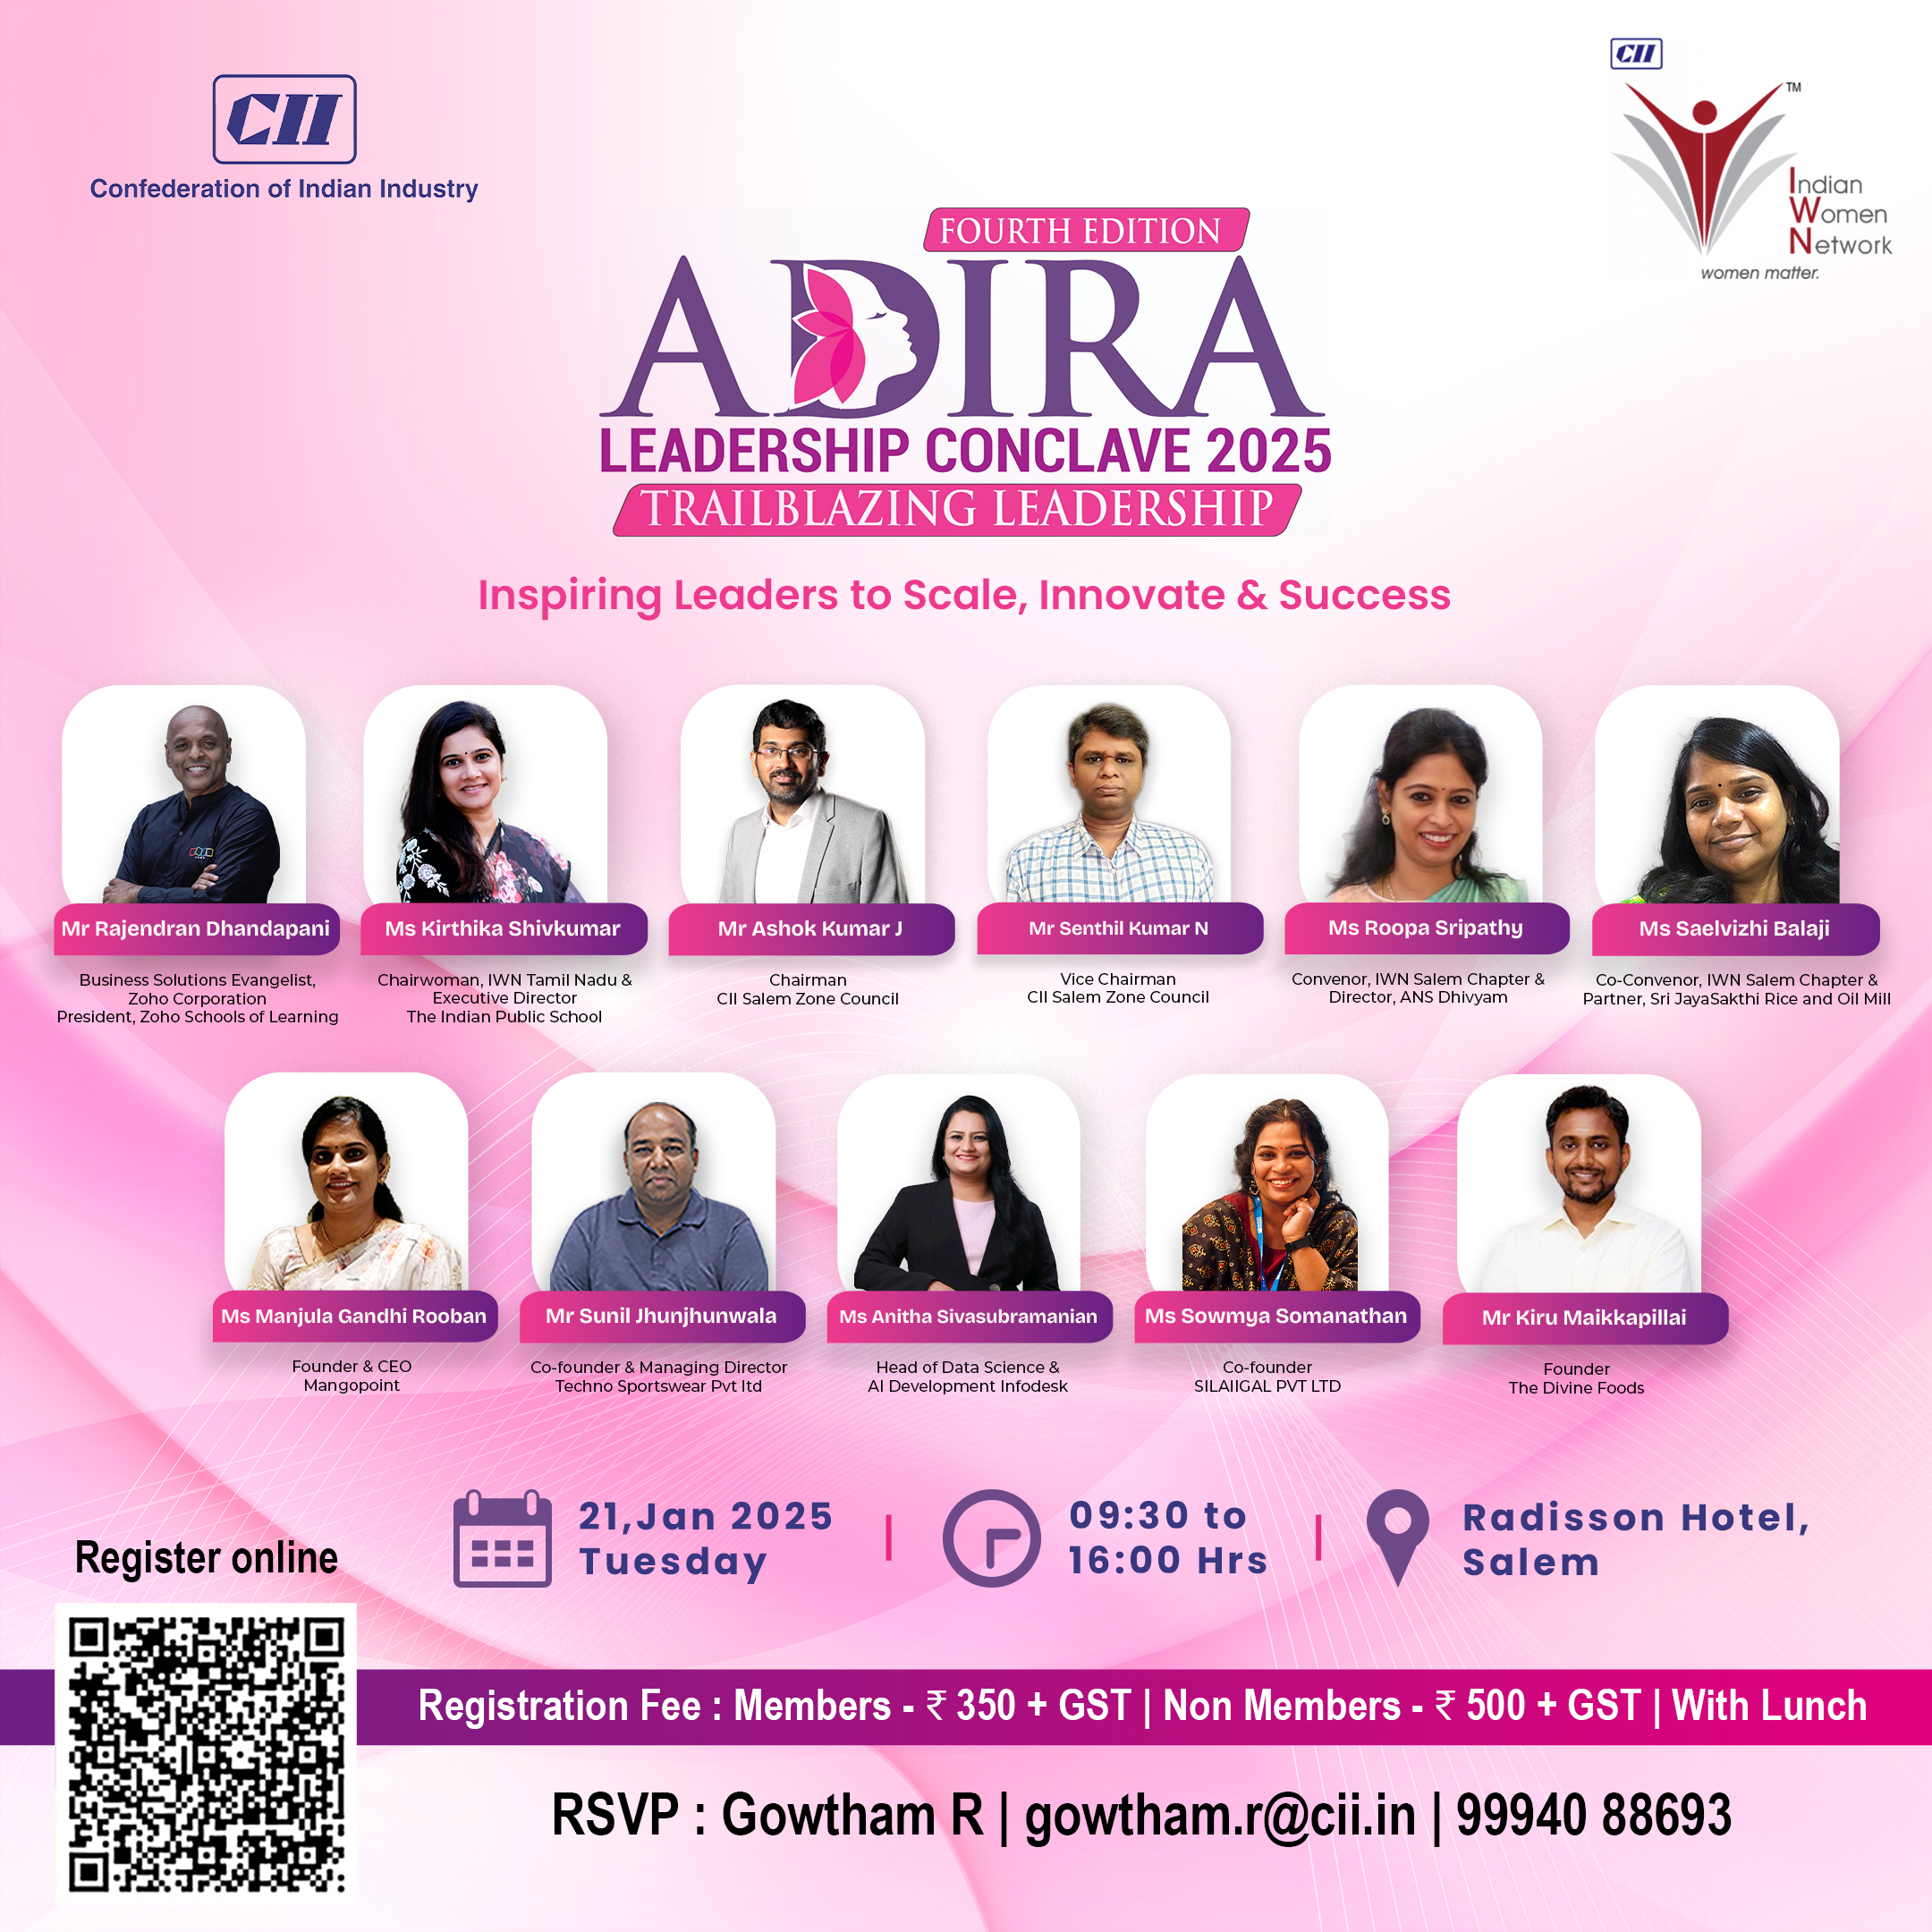 CII
Confederation of Indian Industry
CII
TM
Indian
Women
Network
women matter.
FOURTH EDITION
ADIRA
LEADERSHIP CONCLAVE 2025
TRAILBLAZING LEADERSHIP
Inspiring Leaders to Scale, Innovate & Success
Mr Rajendran Dhandapani
Business Solutions Evangelist,
Zoho Corporation
President, Zoho Schools of Learning
Ms Kirthika Shivkumar
Chairwoman, IWN Tamil Nadu &
Executive Director
The Indian Public School
Mr Ashok Kumar J
Chairman
CII Salem Zone Council
Mr Senthil Kumar N
Vice Chairman
CII Salem Zone Council
Ms Roopa Sripathy
Convenor, IWN Salem Chapter &
Director, ANS Dhivyam
Ms Saelvizhi Balaji
Co-Convenor, IWN Salem Chapter &
Partner, Sri JayaSakthi Rice and Oil Mill
Ms Manjula Gandhi Rooban
Founder & CEO
Mangopoint
Mr Sunil Jhunjhunwala
Co-founder & Managing Director
Techno Sportswear Pvt ltd
Ms Anitha Sivasubramanian
Head of Data Science &
AI Development Infodesk
Ms Sowmya Somanathan
Co-founder
SILAIIGAL PVT LTD
Mr Kiru Maikkapillai
Founder
The Divine Foods
21,Jan 2025
Tuesday
09:30 to
16:00 Hrs
Radisson Hotel,
Salem
Register online
Registration Fee : Members - ₹ 350 + GST | Non Members - ₹ 500 + GST | With Lunch
RSVP : Gowtham R | gowtham.r@cii.in | 99940 88693